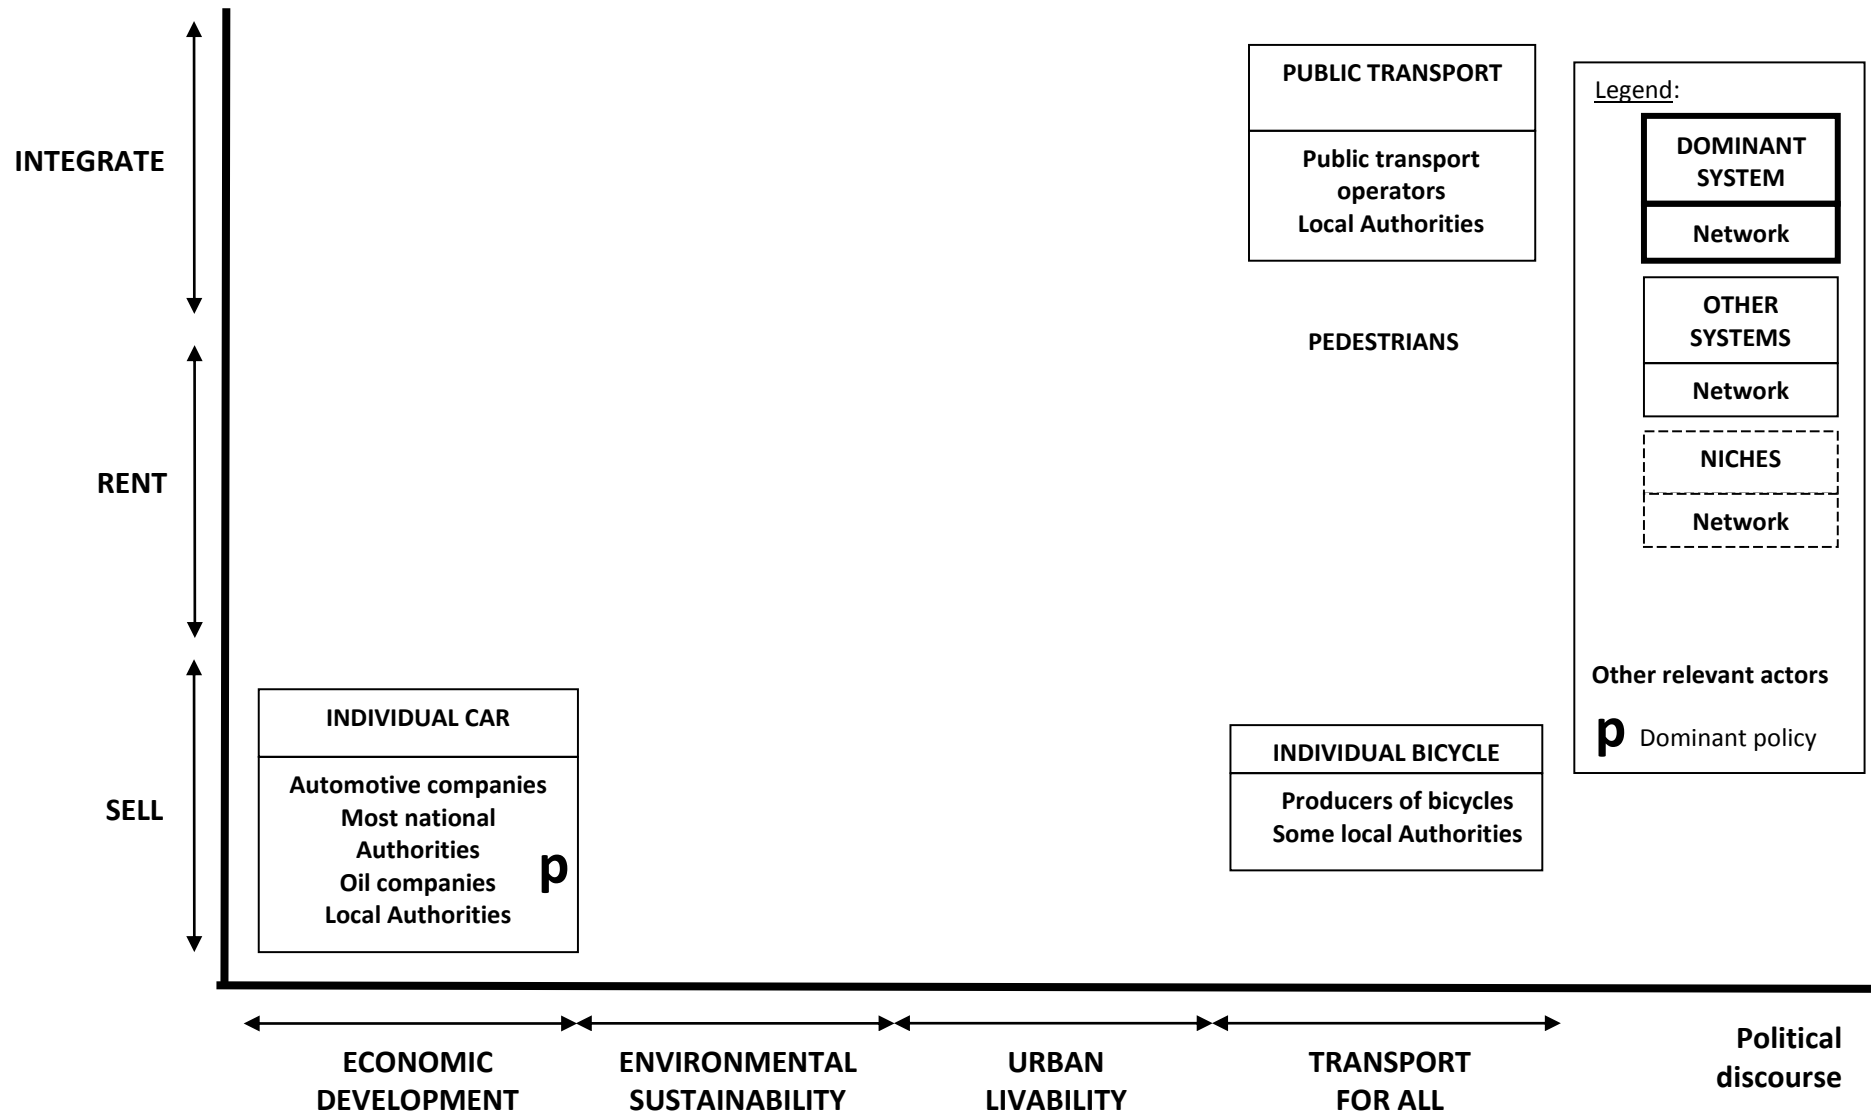 INTEGRATE
RENT
SELL
PUBLIC TRANSPORT
Public transport
operators
Local Authorities
PEDESTRIANS
INDIVIDUAL CAR
Automotive companies
Most national
Authorities
Oil companies
Local Authorities
p
INDIVIDUAL BICYCLE
Producers of bicycles
Some local Authorities
Legend:
DOMINANT
SYSTEM
Network
OTHER
SYSTEMS
Network
NICHES
Network
Other relevant actors
p Dominant policy
ECONOMIC
DEVELOPMENT
ENVIRONMENTAL
SUSTAINABILITY
URBAN
LIVABILITY
TRANSPORT
FOR ALL
Political
discourse